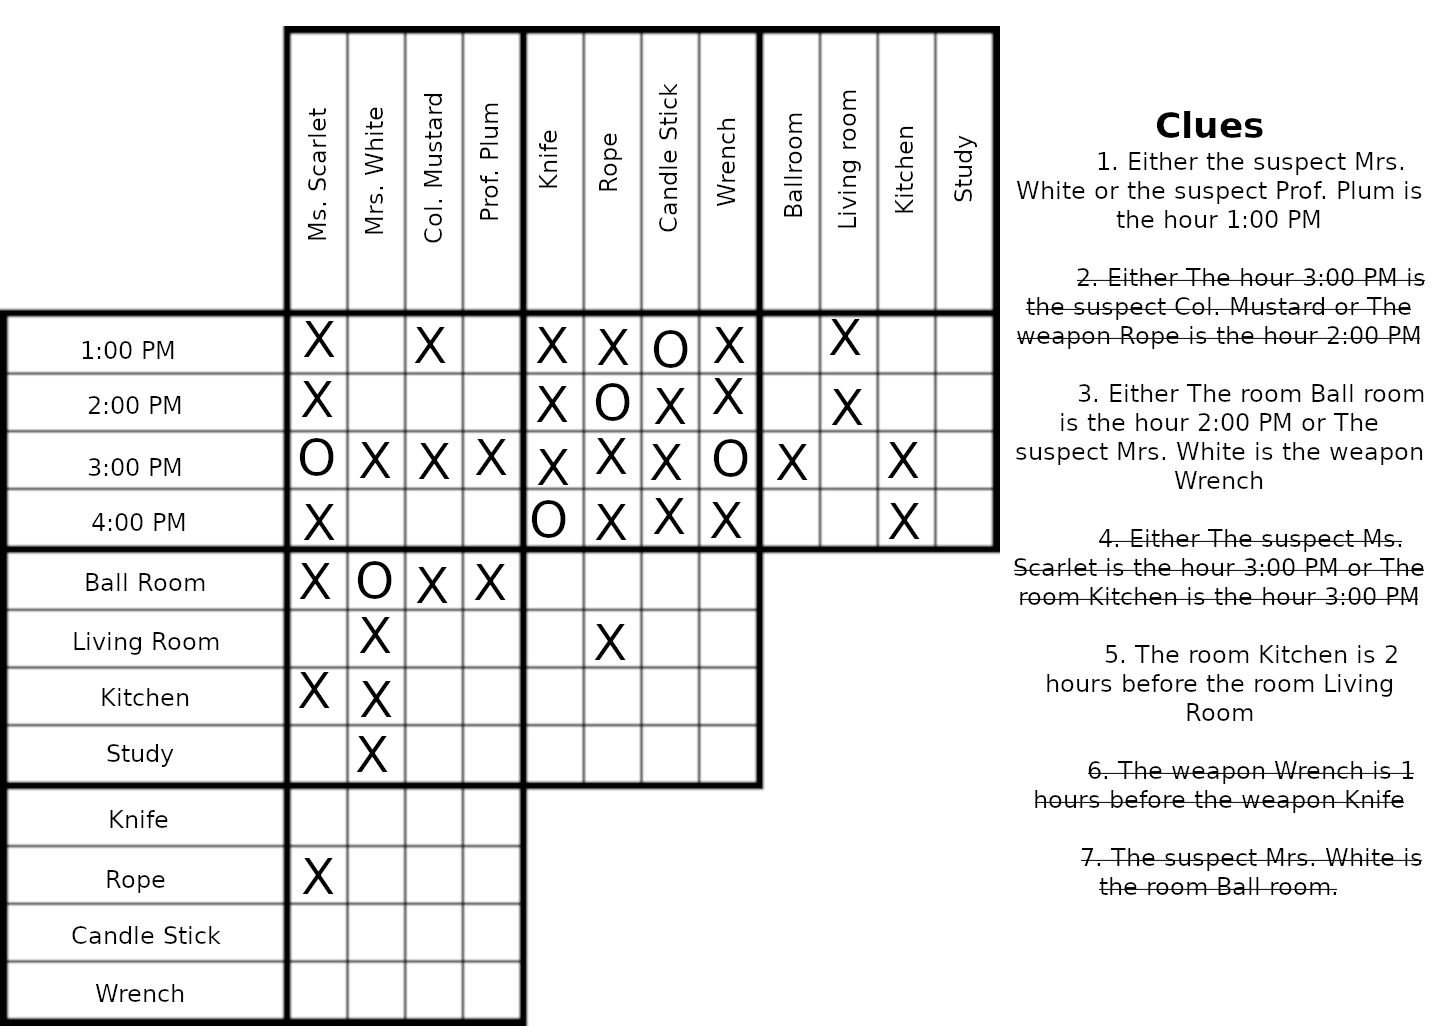 Ms. Scarlet
Mrs. White
Col. Mustard
Prof. Plum
Knife
Rope
Candle Stick
Wrench
Ballroom
Living room
Kitchen
Study
1:00 PM X X X X O X X
2:00 PM X X O X X X
3:00 PM O X X X X X X O X X
4:00 PM X O X X X X
Ball Room X O X X
Living Room X X
Kitchen X X
Study X
Knife
Rope X
Candle Stick
Wrench
Clues
1. Either the suspect Mrs.
White or the suspect Prof. Plum is
the hour 1:00 PM
2. Either The hour 3:00 PM is
the suspect Col. Mustard or The
weapon Rope is the hour 2:00 PM
3. Either The room Ball room
is the hour 2:00 PM or The
suspect Mrs. White is the weapon
Wrench
4. Either The suspect Ms.
Scarlet is the hour 3:00 PM or The
room Kitchen is the hour 3:00 PM
5. The room Kitchen is 2
hours before the room Living
Room
6. The weapon Wrench is 1
hours before the weapon Knife
7. The suspect Mrs. White is
the room Ball room.